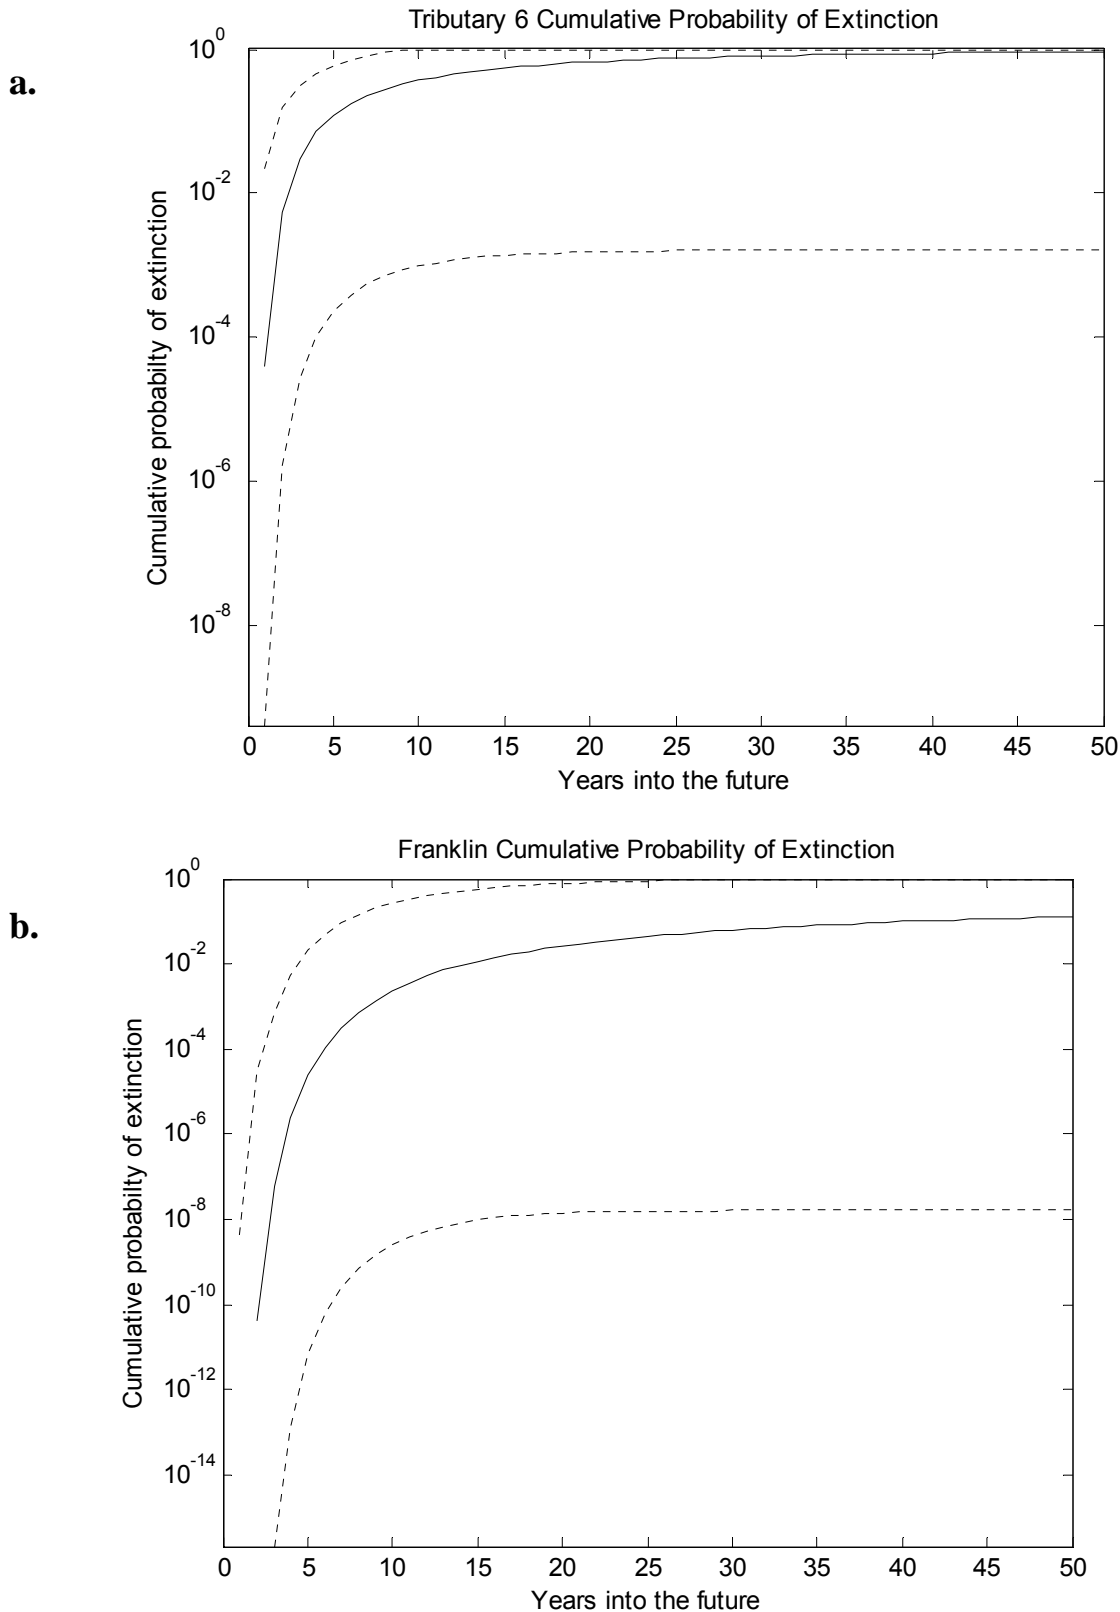 Tributary 6 Cumulative Probability of Extinction
a.
10^0
10^-2
10^-4
10^-6
10^-8
Cumulative probabilty of extinction
0 5 10 15 20 25 30 35 40 45 50
Years into the future
Franklin Cumulative Probability of Extinction
b.
10^0
10^-2
10^-4
10^-6
10^-8
10^-10
10^-12
10^-14
Cumulative probabilty of extinction
0 5 10 15 20 25 30 35 40 45 50
Years into the future